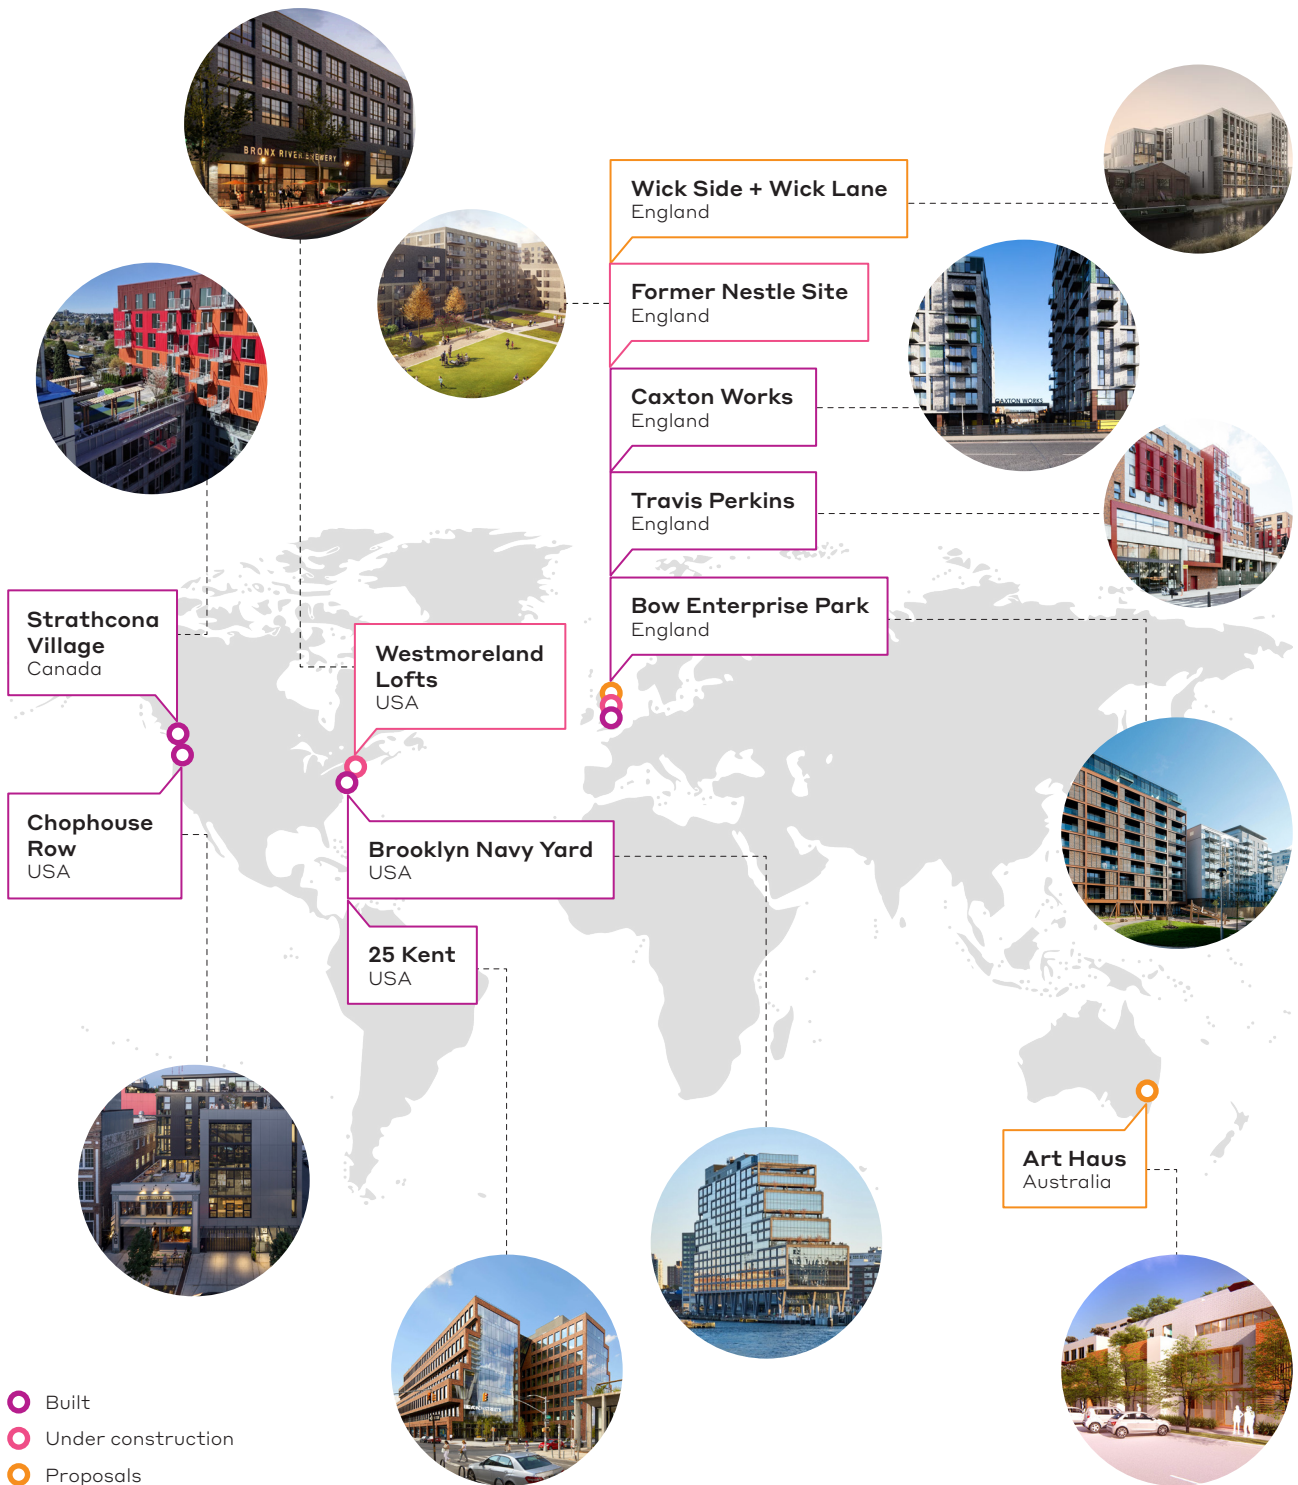 BRONX RIVER BREWERY
Wick Side + Wick Lane
England
Former Nestle Site
England
CAXTON WORKS
Caxton Works
England
Travis Perkins
England
Bow Enterprise Park
England
Strathcona
Village
Canada
Westmoreland
Lofts
USA
Chophouse
Row
USA
Brooklyn Navy Yard
USA
25 Kent
USA
Art Haus
Australia
Built
Under construction
Proposals